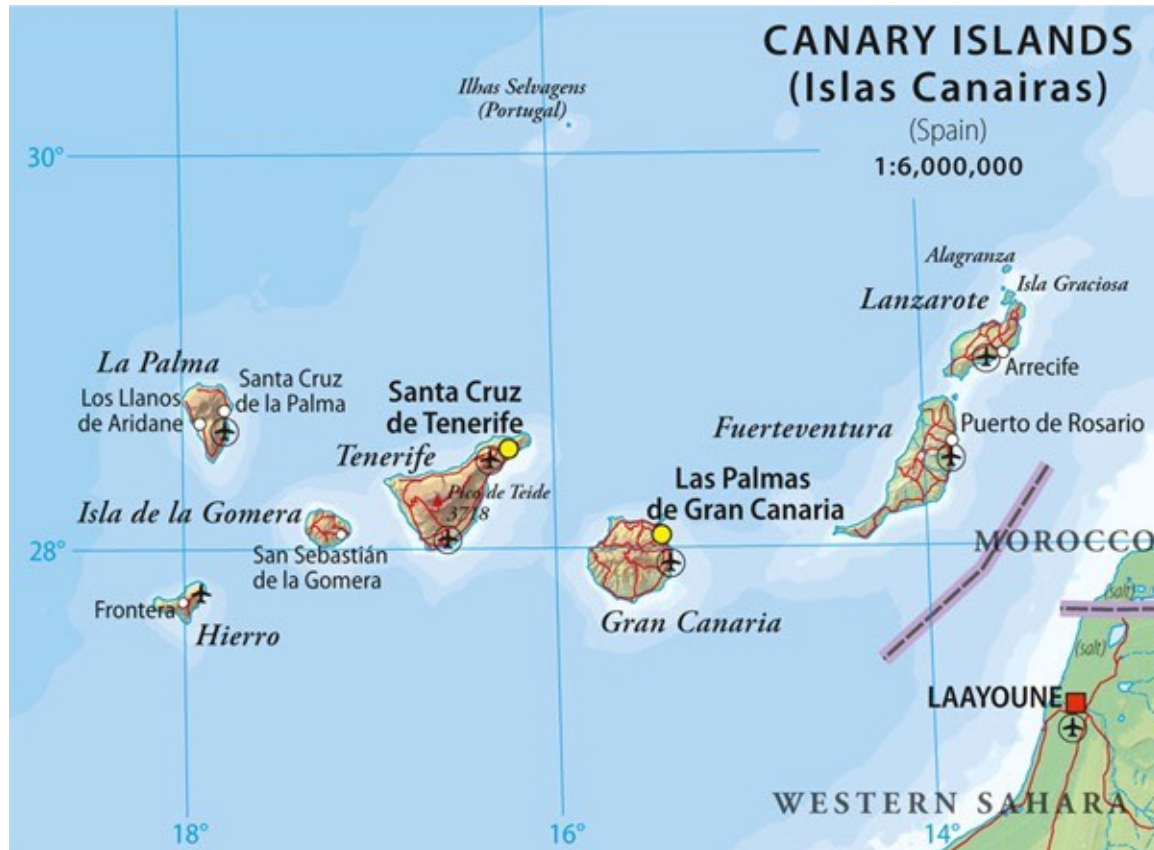 CANARY ISLANDS
(Islas Canairas)
(Spain)
1:6,000,000
Ilhas Selvagens
(Portugal)
30°
Alagranza
Isla Graciosa
Lanzarote
Arrecife
La Palma
Santa Cruz
de la Palma
Los Llanos
de Aridane
Santa Cruz
de Tenerife
Tenerife
Pico de Teide
3718
Fuerteventura
Puerto de Rosario
Las Palmas
de Gran Canaria
Isla de la Gomera
San Sebastián
de la Gomera
28°
MOROCCO
Frontera
Hierro
Gran Canaria
(salt)
(salt)
LAAYOUNE
WESTERN SAHARA
18°
16°
14°